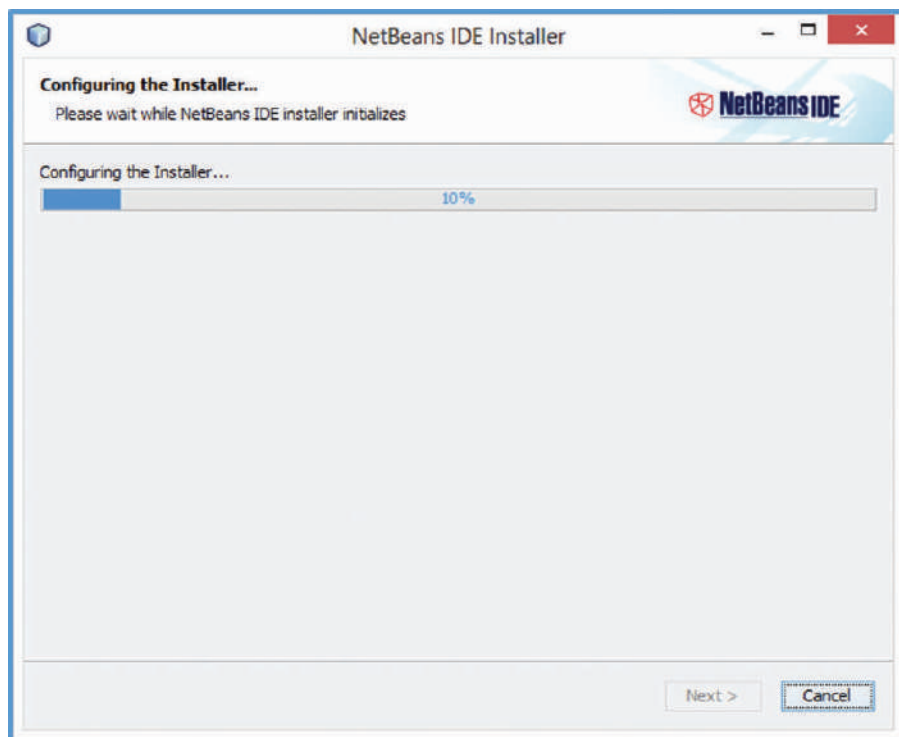 NetBeans IDE Installer
Configuring the Installer...
Please wait while NetBeans IDE installer initializes
NetBeans IDE
Configuring the Installer...
10%
Next >
Cancel